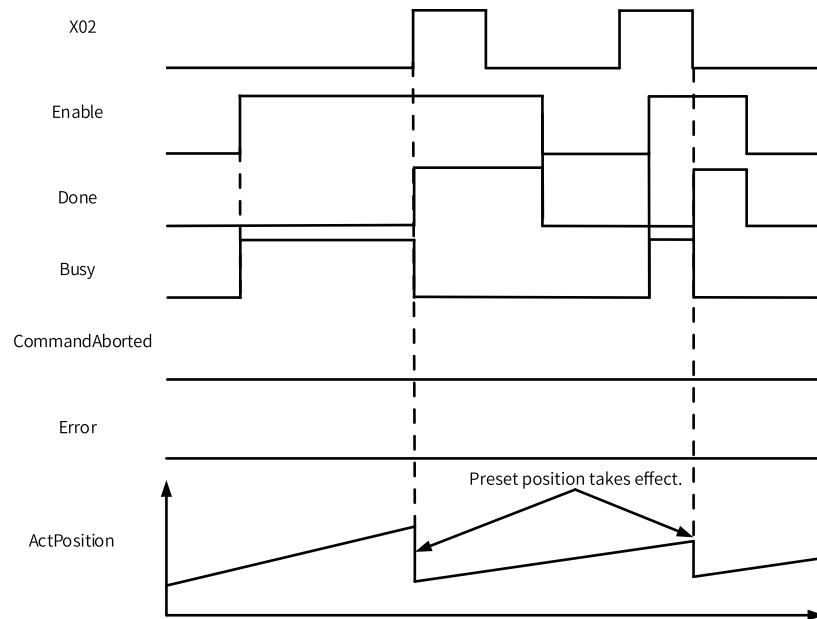 X02
Enable
Done
Busy
CommandAborted
Error
Preset position takes effect.
ActPosition